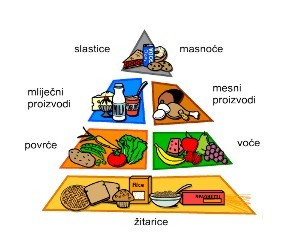 slastice
masnoće
mliječni
proizvodi
mesni
proizvodi
povrće
voće
Rice
SPAGHETTI
žitarice